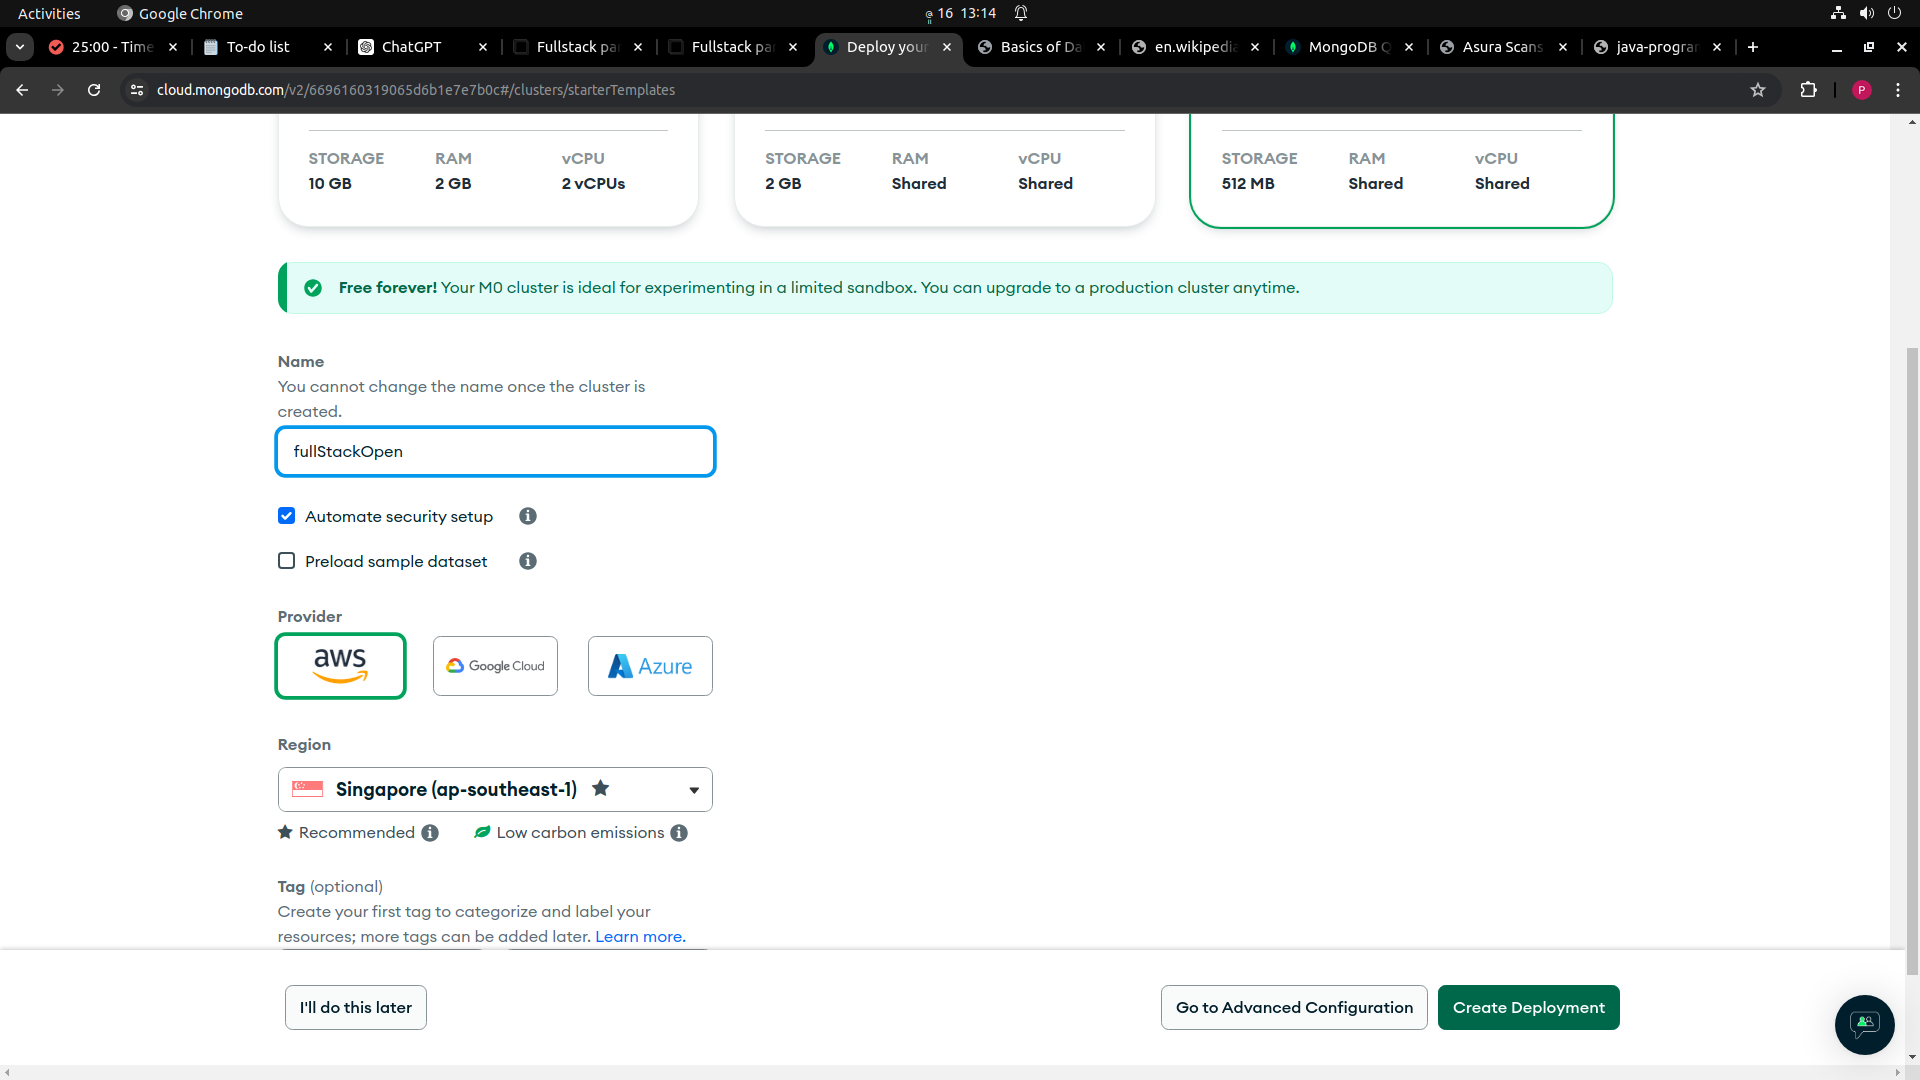 Activities
Google Chrome
16 13:14
25:00 - Time
To-do list
ChatGPT
Fullstack pa
Fullstack pa
Deploy your
Basics of Da
en.wikipedia
MongoDB Q
Asura Scans
java-program
cloud.mongodb.com/v2/6696160319065d6b1e7e7b0c#/clusters/starterTemplates
P
STORAGE RAM vCPU
10 GB 2 GB 2 vCPUs
STORAGE RAM vCPU
2 GB Shared Shared
STORAGE RAM vCPU
512 MB Shared Shared
Free forever! Your M0 cluster is ideal for experimenting in a limited sandbox. You can upgrade to a production cluster anytime.
Name
You cannot change the name once the cluster is
created.
fullStackOpen
Automate security setup
Preload sample dataset
Provider
aws
Google Cloud
Azure
Region
Singapore (ap-southeast-1)
Recommended
Low carbon emissions
Tag (optional)
Create your first tag to categorize and label your
resources; more tags can be added later. Learn more.
I'll do this later
Go to Advanced Configuration
Create Deployment